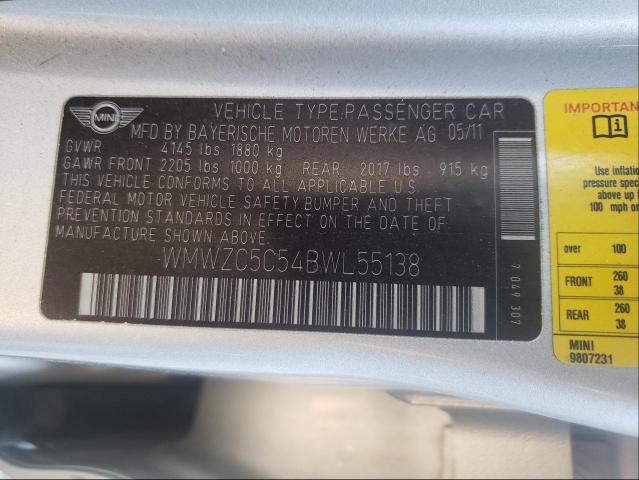 MINI
VEHICLE TYPE:PASSENGER CAR
MFD BY BAYERISCHE MOTOREN WERKE AG 05/11
GVWR 4145 lbs 1880 kg
GAWR FRONT 2205 lbs 1000 kg REAR 2017 lbs 915 kg
THIS VEHICLE CONFORMS TO ALL APPLICABLE U.S.
FEDERAL MOTOR VEHICLE SAFETY,BUMPER AND THEFT
PREVENTION STANDARDS IN EFFECT ON THE DATE OF
MANUFACTURE SHOWN ABOVE.
WMWZC5C54BWL55138
7 049 307
IMPORTAN
Use inflation
pressure spec
above up
100 mph or
over 100
FRONT 260
38
REAR 260
38
MINI
9807231